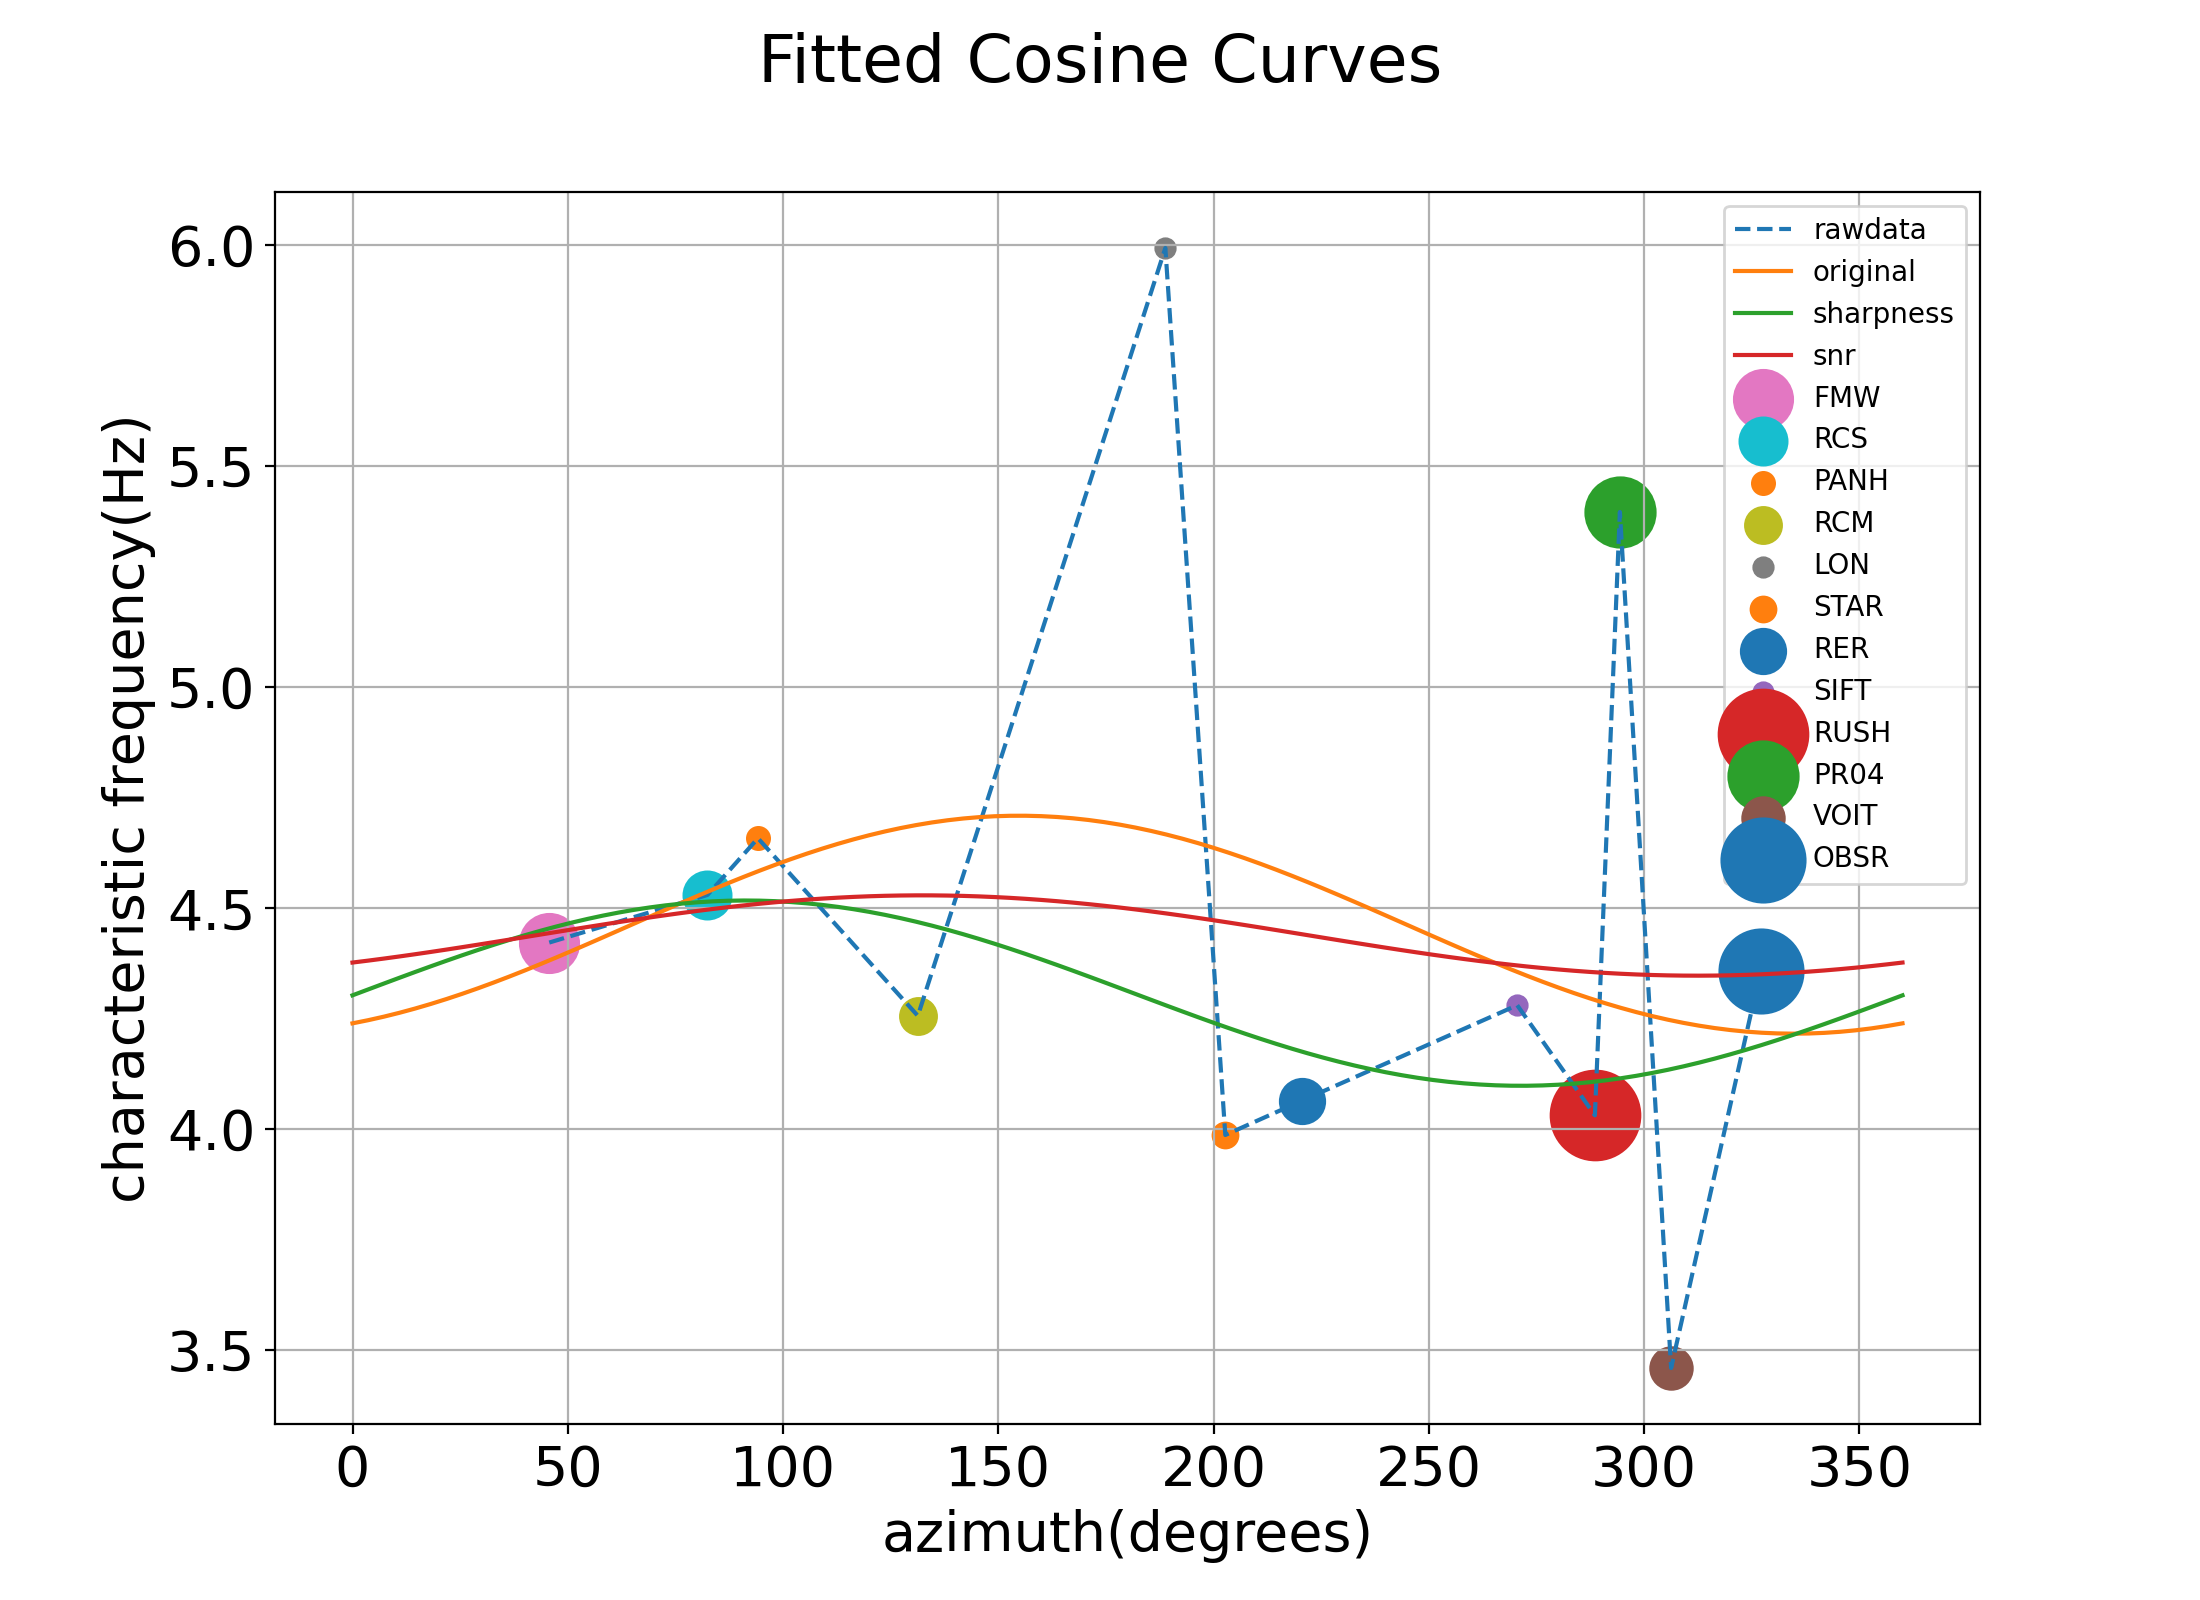 Fitted Cosine Curves
characteristic frequency(Hz)
6.0
5.5
5.0
4.5
4.0
3.5
rawdata
original
sharpness
snr
FMW
RCS
PANH
RCM
LON
STAR
RER
SIFT
RUSH
PR04
VOIT
OBSR
0 50 100 150 200 250 300 350
azimuth(degrees)